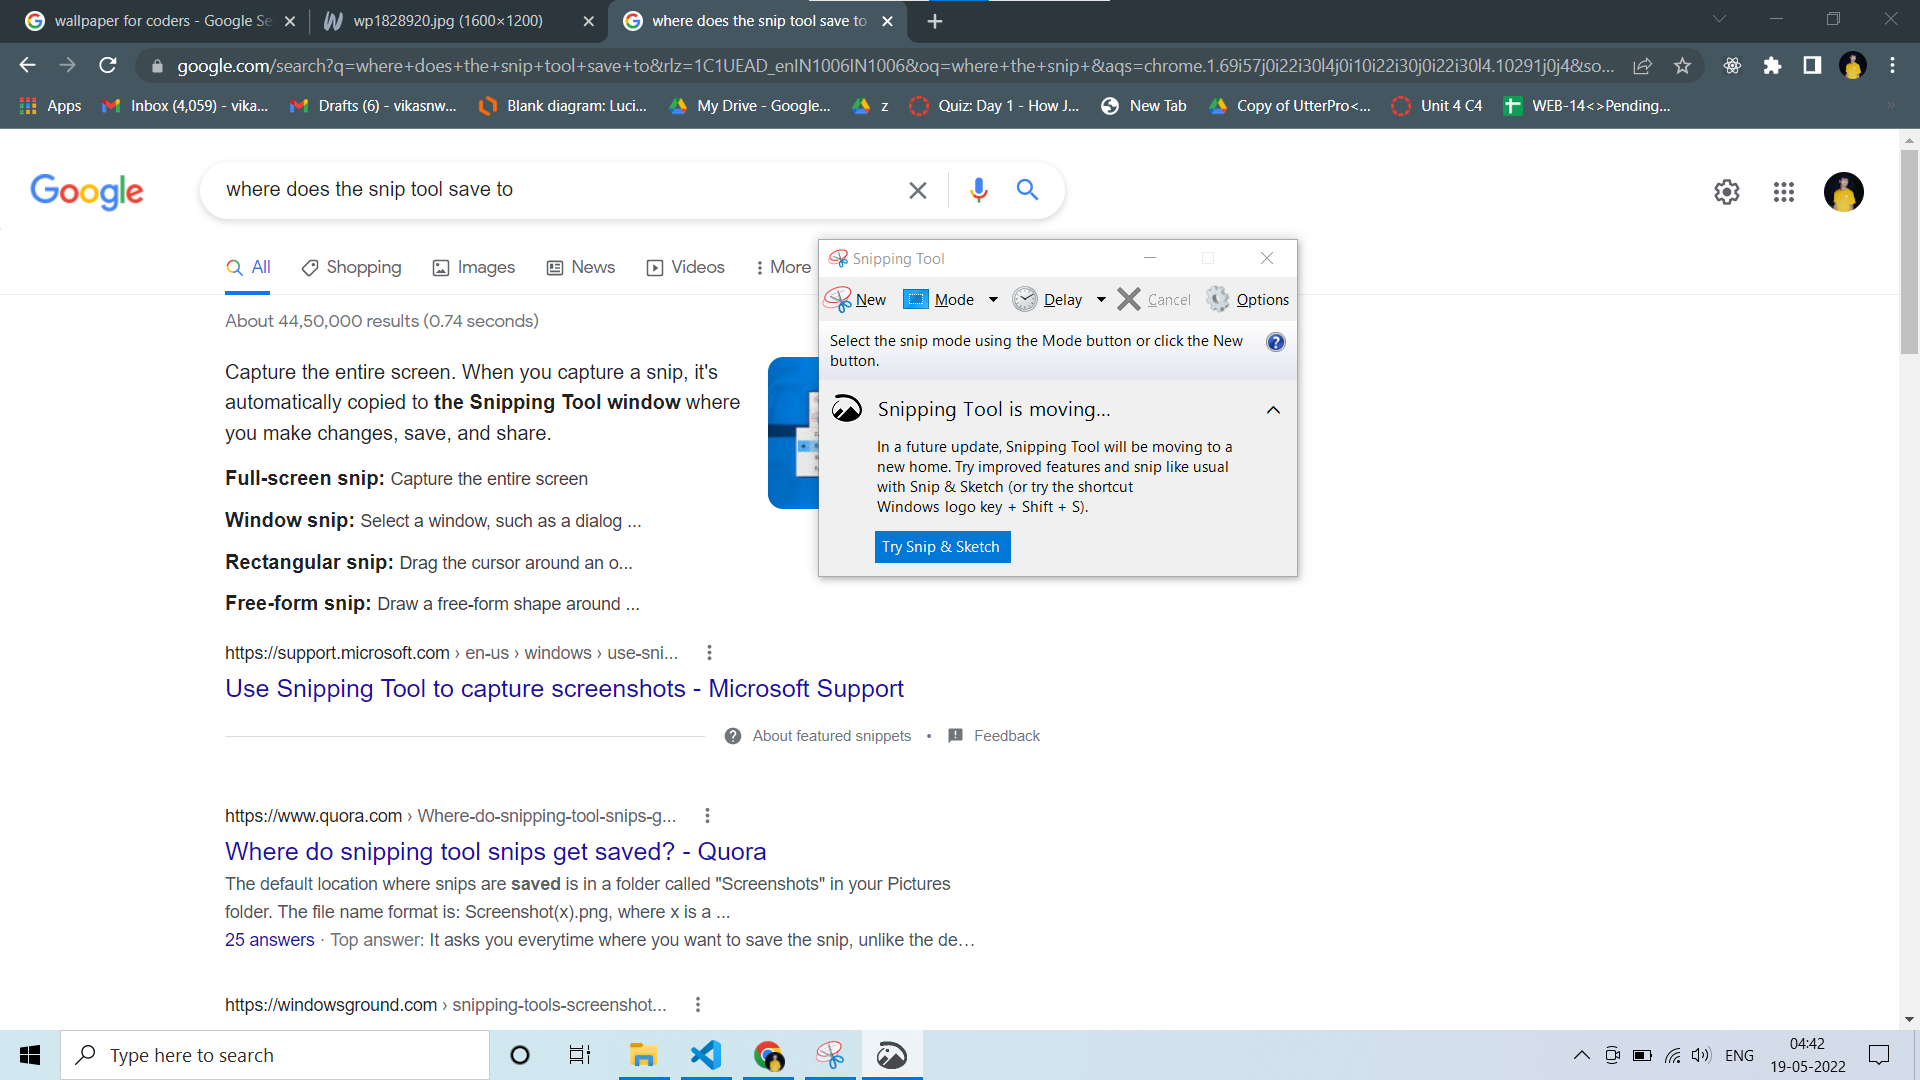 wallpaper for coders - Google Se
wp1828920.jpg (1600×1200)
where does the snip tool save to
google.com/search?q=where+does+the+snip+tool+save+to&rlz=1C1UEAD_enIN1006IN1006&oq=where+the+snip+&aqs=chrome.1.69i57j0i22i30l4j0i10i22i30j0i22i30l4.10291j0j4&so...
Apps
Inbox (4,059) - vika...
Drafts (6) - vikasnw...
Blank diagram: Luci...
My Drive - Google...
z
Quiz: Day 1 - How J...
New Tab
Copy of UtterPro<...
Unit 4 C4
WEB-14<>Pending...
Google
where does the snip tool save to
All
Shopping
Images
News
Videos
More
About 44,50,000 results (0.74 seconds)
Capture the entire screen. When you capture a snip, it's
automatically copied to the Snipping Tool window where
you make changes, save, and share.
Full-screen snip: Capture the entire screen
Window snip: Select a window, such as a dialog ...
Rectangular snip: Drag the cursor around an o...
Free-form snip: Draw a free-form shape around ...
https://support.microsoft.com › en-us › windows › use-sni...
Use Snipping Tool to capture screenshots - Microsoft Support
About featured snippets • Feedback
https://www.quora.com › Where-do-snipping-tool-snips-g...
Where do snipping tool snips get saved? - Quora
The default location where snips are saved is in a folder called "Screenshots" in your Pictures
folder. The file name format is: Screenshot(x).png, where x is a ...
25 answers · Top answer: It asks you everytime where you want to save the snip, unlike the de…
https://windowsground.com › snipping-tools-screenshot...
Snipping Tool
New
Mode
Delay
Cancel
Options
Select the snip mode using the Mode button or click the New
button.
Snipping Tool is moving...
In a future update, Snipping Tool will be moving to a
new home. Try improved features and snip like usual
with Snip & Sketch (or try the shortcut
Windows logo key + Shift + S).
Try Snip & Sketch
Type here to search
ENG
04:42
19-05-2022